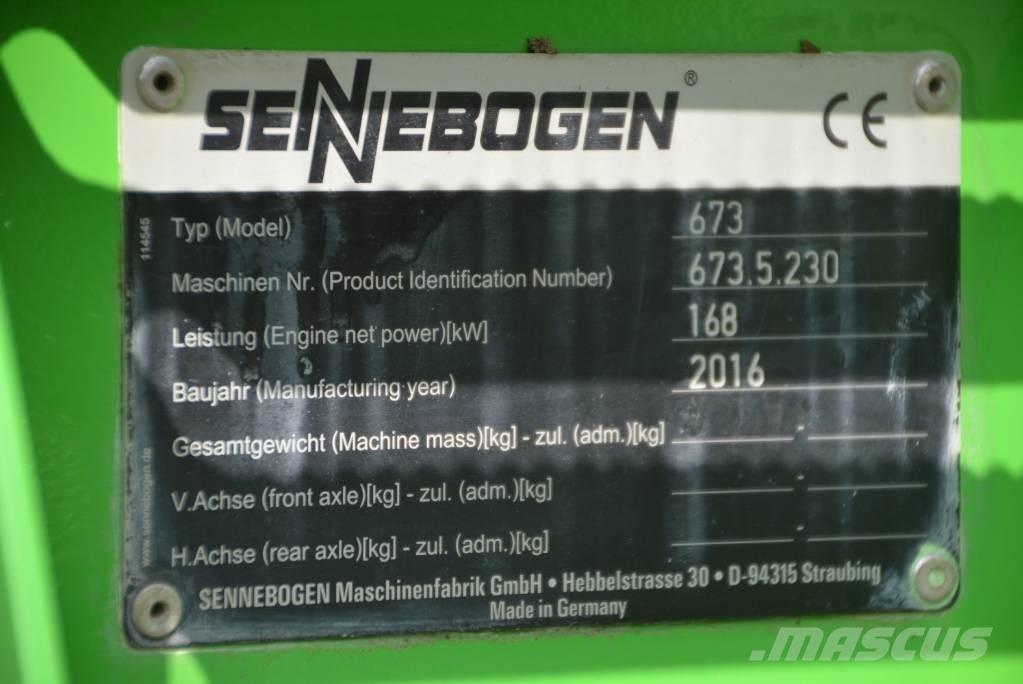 SENNEBOGEN ® CE
114545
Typ (Model) 673
Maschinen Nr. (Product Identification Number) 673.5.230
Leistung (Engine net power)[kW] 168
Baujahr (Manufacturing year) 2016
Gesamtgewicht (Machine mass)[kg] - zul. (adm.)[kg] -
V.Achse (front axle)[kg] - zul. (adm.)[kg] -
H.Achse (rear axle)[kg] - zul. (adm.)[kg] -
www.sennebogen.de
SENNEBOGEN Maschinenfabrik GmbH • Hebbelstrasse 30 • D-94315 Straubing
Made in Germany
MASCUS